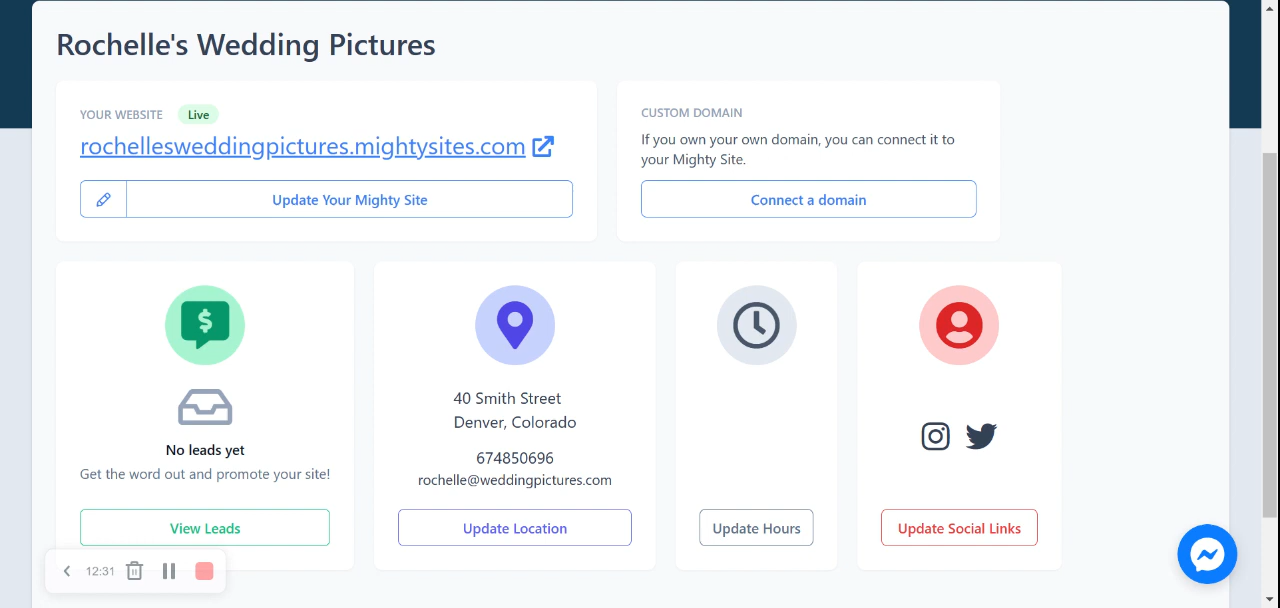 Rochelle's Wedding Pictures
YOUR WEBSITE Live
rochellesweddingpictures.mightysites.com
Update Your Mighty Site
CUSTOM DOMAIN
If you own your own domain, you can connect it to
your Mighty Site.
Connect a domain
$
No leads yet
Get the word out and promote your site!
View Leads
40 Smith Street
Denver, Colorado
674850696
rochelle@weddingpictures.com
Update Location
Update Hours
Update Social Links
12:31